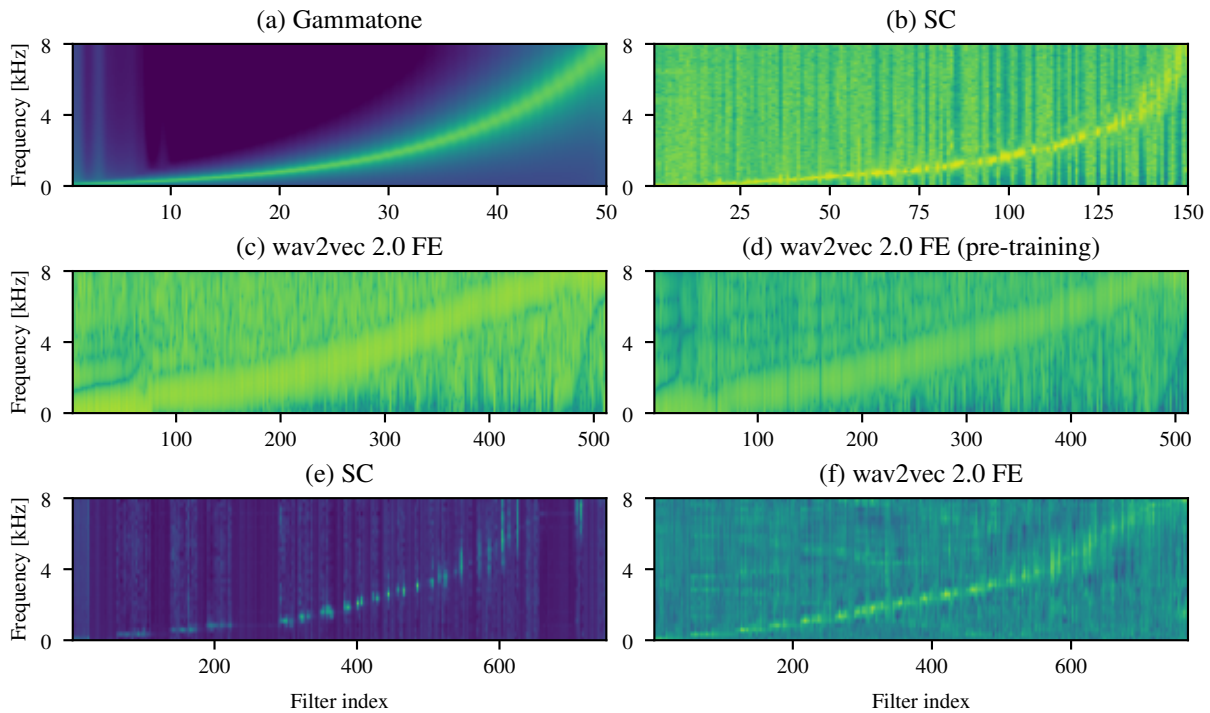 (a) Gammatone
(b) SC
Frequency [kHz]
8
4
0
10 20 30 40 50
8
4
0
25 50 75 100 125 150
(c) wav2vec 2.0 FE
(d) wav2vec 2.0 FE (pre-training)
Frequency [kHz]
8
4
0
100 200 300 400 500
8
4
0
100 200 300 400 500
(e) SC
(f) wav2vec 2.0 FE
Frequency [kHz]
8
4
0
200 400 600
8
4
0
200 400 600
Filter index
Filter index